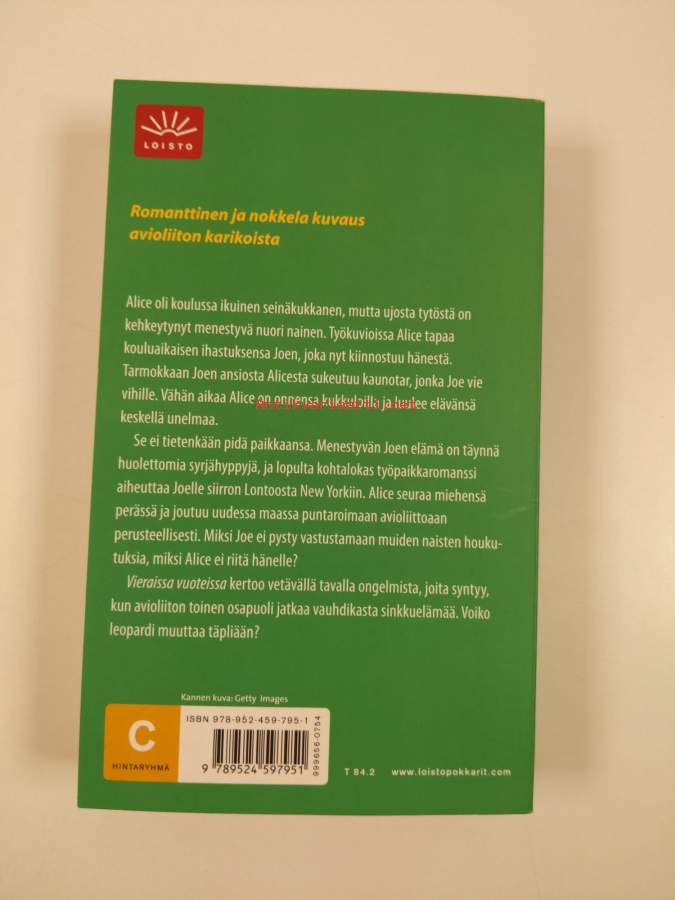 LOISTO
Romanttinen ja nokkela kuvaus
avioliiton karikoista
Alice oli koulussa ikuinen seinäkukkanen, mutta ujosta tytöstä on
kehkeytynyt menestyvä nuori nainen. Työkuvioissa Alice tapaa
kouluaikaisen ihastuksensa Joen, joka nyt kiinnostuu hänestä.
Tarmokkaan Joen ansiosta Alicesta sukeutuu kaunotar, jonka Joe vie
vihille. Vähän aikaa Alice on onnensa kukkuloilla ja luulee elävänsä
keskellä unelmaa.
Se ei tietenkään pidä paikkaansa. Menestyvän Joen elämä on täynnä
huolettomia syrjähyppyjä, ja lopulta kohtalokas työpaikkaromanssi
aiheuttaa Joelle siirron Lontoosta New Yorkiin. Alice seuraa miehensä
perässä ja joutuu uudessa maassa puntaroimaan avioliittoaan
perusteellisesti. Miksi Joe ei pysty vastustamaan muiden naisten houku-
tuksia, miksi Alice ei riitä hänelle?
Vieraissa vuoteissa kertoo vetävällä tavalla ongelmista, joita syntyy,
kun avioliiton toinen osapuoli jatkaa vauhdikasta sinkkuelämää. Voiko
leopardi muuttaa täpliään?
Kannen kuva: Getty Images
C
HINTARYHMÄ
ISBN 978-952-459-795-1
9 789524 597951
999656-0754
T 84.2 www.loistopokkarit.com